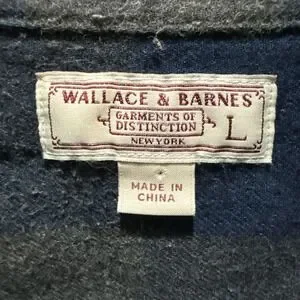 WALLACE & BARNES
GARMENTS OF
DISTINCTION
L
NEW YORK
MADE IN
CHINA